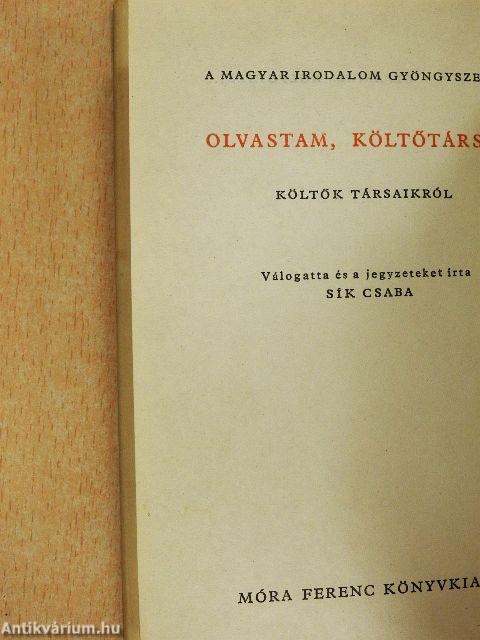 A MAGYAR IRODALOM GYÖNGYSZE
OLVASTAM, KÖLTŐTÁRS
KÖLTŐK TÁRSAIKRÓL
Válogatta és a jegyzeteket írta
SÍK CSABA
MÓRA FERENC KÖNYVKIA
Antikvárium.hu